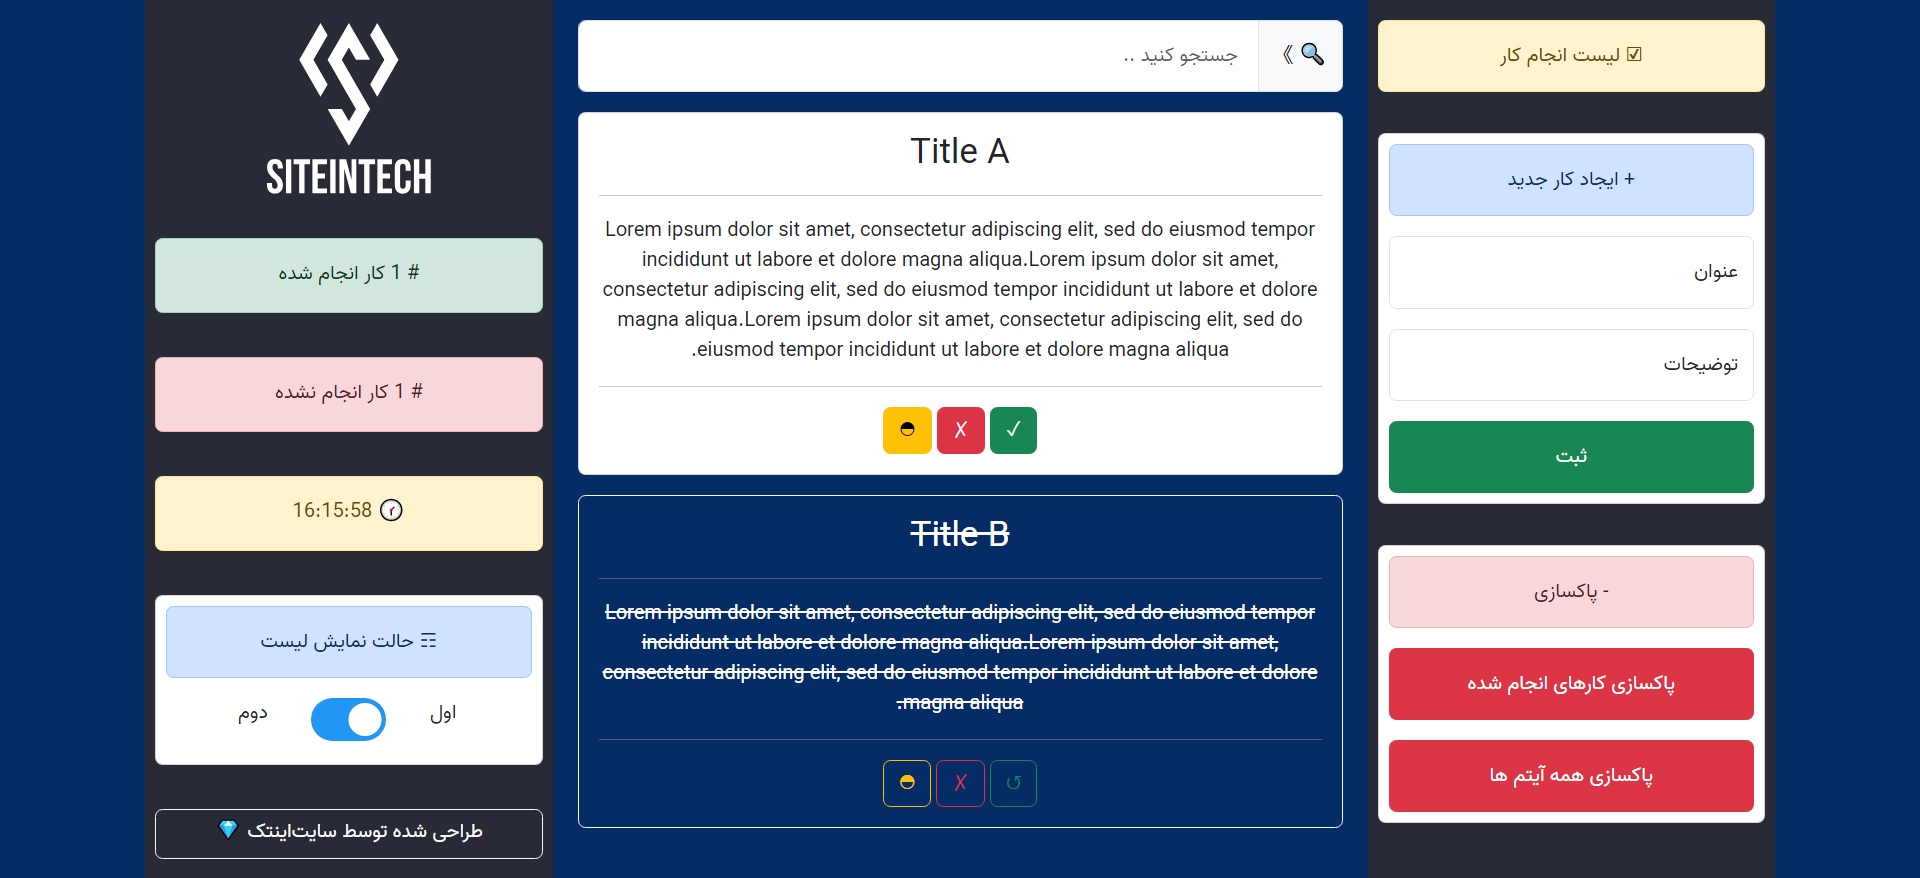 ☑ لیست انجام کار
+ ایجاد کار جدید
عنوان
توضیحات
ثبت
- پاکسازی
پاکسازی کارهای انجام شده
پاکسازی همه آیتم ها
🔍 》
جستجو کنید ..
Title A
Lorem ipsum dolor sit amet, consectetur adipiscing elit, sed do eiusmod tempor
incididunt ut labore et dolore magna aliqua.Lorem ipsum dolor sit amet,
consectetur adipiscing elit, sed do eiusmod tempor incididunt ut labore et dolore
magna aliqua.Lorem ipsum dolor sit amet, consectetur adipiscing elit, sed do
.eiusmod tempor incididunt ut labore et dolore magna aliqua
✓ ✗ ◓
Title B
Lorem ipsum dolor sit amet, consectetur adipiscing elit, sed do eiusmod tempor
incididunt ut labore et dolore magna aliqua.Lorem ipsum dolor sit amet,
consectetur adipiscing elit, sed do eiusmod tempor incididunt ut labore et dolore
.magna aliqua
↺ ✗ ◓
SITEINTECH
# 1 کار انجام شده
# 1 کار انجام نشده
🕐 16:15:58
☶ حالت نمایش لیست
اول
دوم
طراحی شده توسط سایت‌اینتک 💎